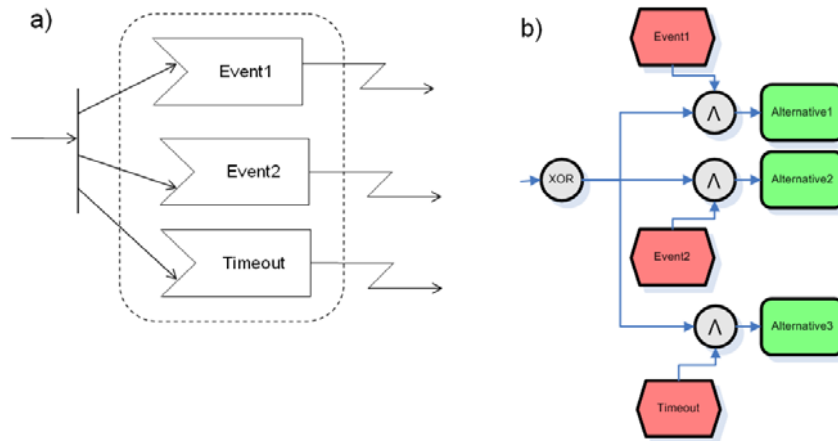 a)
Event1
Event2
Timeout
b)
Event1
Λ
Alternative1
XOR
Λ
Alternative2
Event2
Λ
Alternative3
Timeout